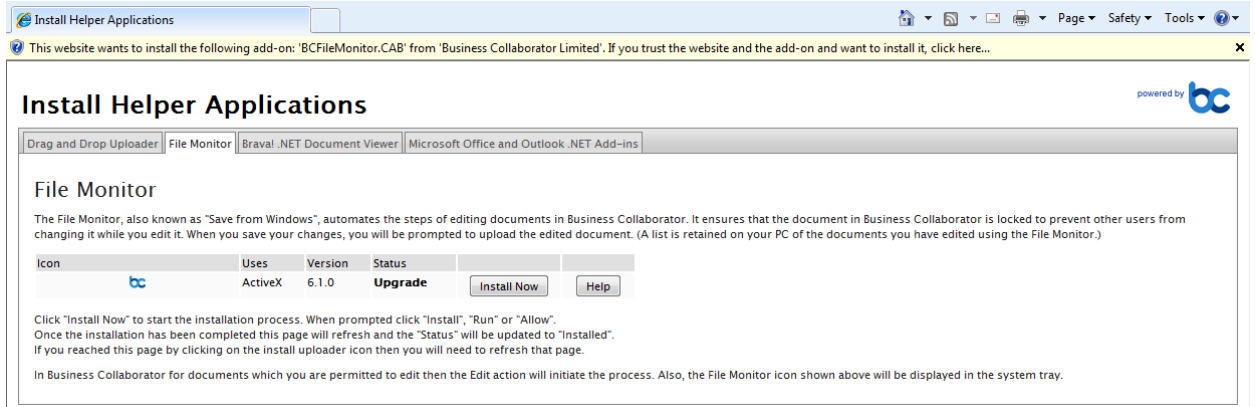 Install Helper Applications
Page Safety Tools
This website wants to install the following add-on: 'BCFileMonitor.CAB' from 'Business Collaborator Limited'. If you trust the website and the add-on and want to install it, click here...
powered by bc
Install Helper Applications
Drag and Drop Uploader File Monitor Brava! .NET Document Viewer Microsoft Office and Outlook .NET Add-ins
File Monitor
The File Monitor, also known as "Save from Windows", automates the steps of editing documents in Business Collaborator. It ensures that the document in Business Collaborator is locked to prevent other users from
changing it while you edit it. When you save your changes, you will be prompted to upload the edited document. (A list is retained on your PC of the documents you have edited using the File Monitor.)
Icon Uses Version Status
bc ActiveX 6.1.0 Upgrade Install Now Help
Click "Install Now" to start the installation process. When prompted click "Install", "Run" or "Allow".
Once the installation has been completed this page will refresh and the "Status" will be updated to "Installed".
If you reached this page by clicking on the install uploader icon then you will need to refresh that page.
In Business Collaborator for documents which you are permitted to edit then the Edit action will initiate the process. Also, the File Monitor icon shown above will be displayed in the system tray.